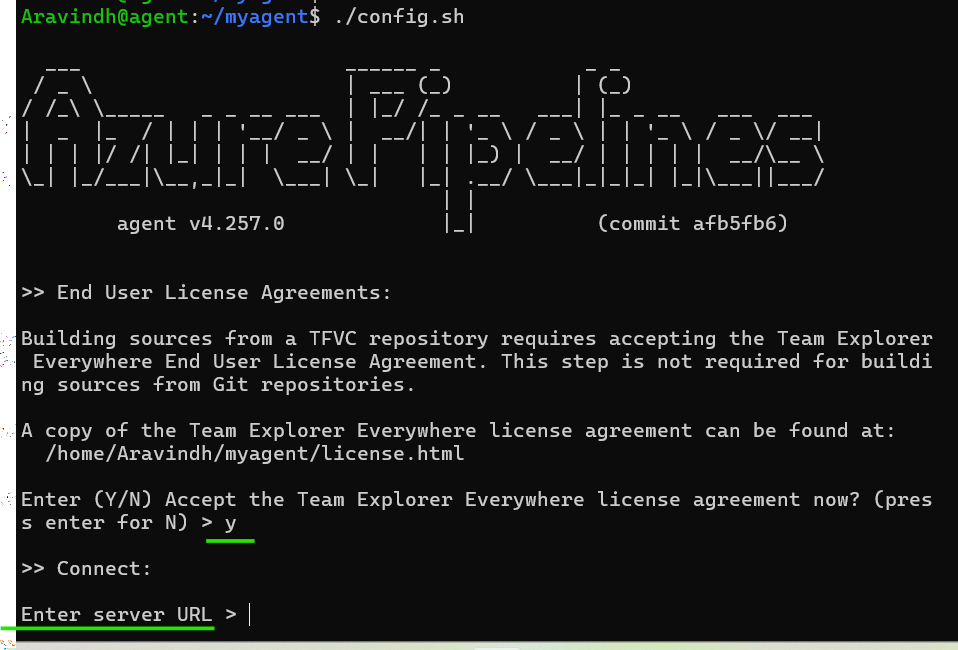 Aravindh@agent:~/myagent$ ./config.sh
Azure Pipelines
agent v4.257.0 (commit afb5fb6)
>> End User License Agreements:
Building sources from a TFVC repository requires accepting the Team Explorer
Everywhere End User License Agreement. This step is not required for buildi
ng sources from Git repositories.
A copy of the Team Explorer Everywhere license agreement can be found at:
/home/Aravindh/myagent/license.html
Enter (Y/N) Accept the Team Explorer Everywhere license agreement now? (pres
s enter for N) > y
>> Connect:
Enter server URL >